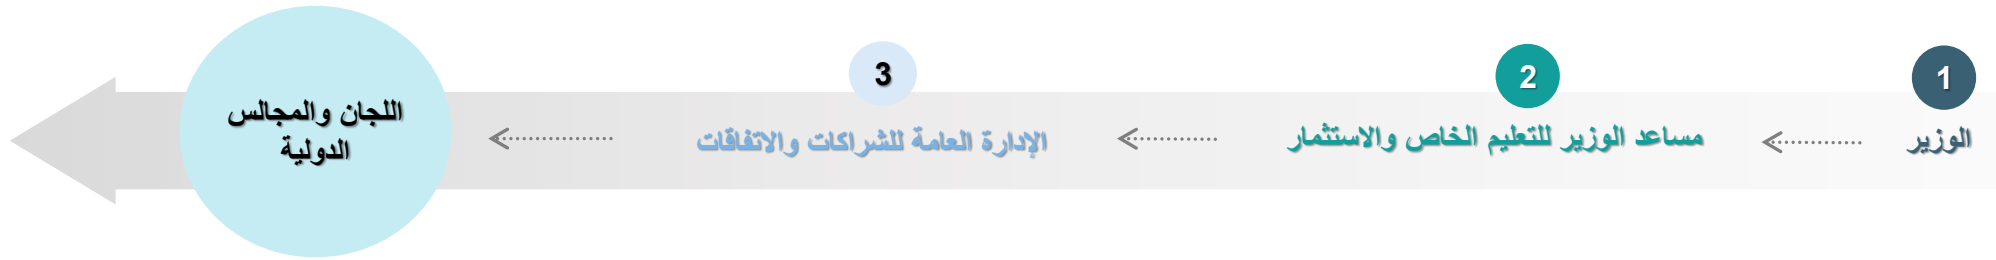 1
الوزير
2
مساعد الوزير للتعليم الخاص والاستثمار
3
الإدارة العامة للشراكات والاتفاقات
اللجان والمجالس
الدولية